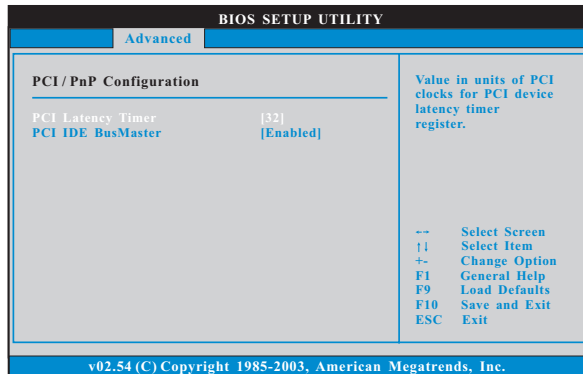 BIOS SETUP UTILITY
Advanced
PCI / PnP Configuration
PCI Latency Timer [32]
PCI IDE BusMaster [Enabled]
Value in units of PCI
clocks for PCI device
latency timer
register.
←→ Select Screen
↑↓ Select Item
+- Change Option
F1 General Help
F9 Load Defaults
F10 Save and Exit
ESC Exit
v02.54 (C) Copyright 1985-2003, American Megatrends, Inc.